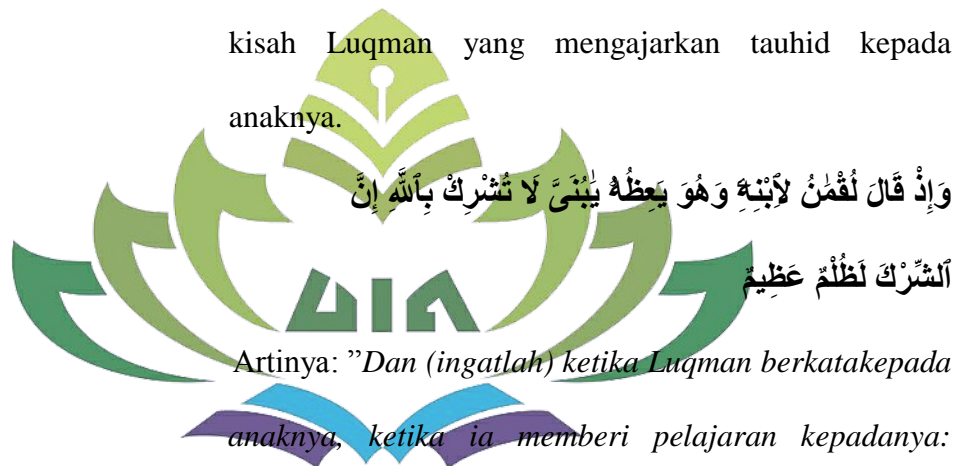 kisah Luqman yang mengajarkan tauhid kepada
anaknya.
وَإِذْ قَالَ لُقْمَٰنُ لِٱبْنِهِۦ وَهُوَ يَعِظُهُۥ يَٰبُنَىَّ لَا تُشْرِكْ بِٱللَّهِ إِنَّ
ٱلشِّرْكَ لَظُلْمٌ عَظِيمٌ
UIN
Artinya: ”Dan (ingatlah) ketika Luqman berkatakepada
anaknya, ketika ia memberi pelajaran kepadanya: